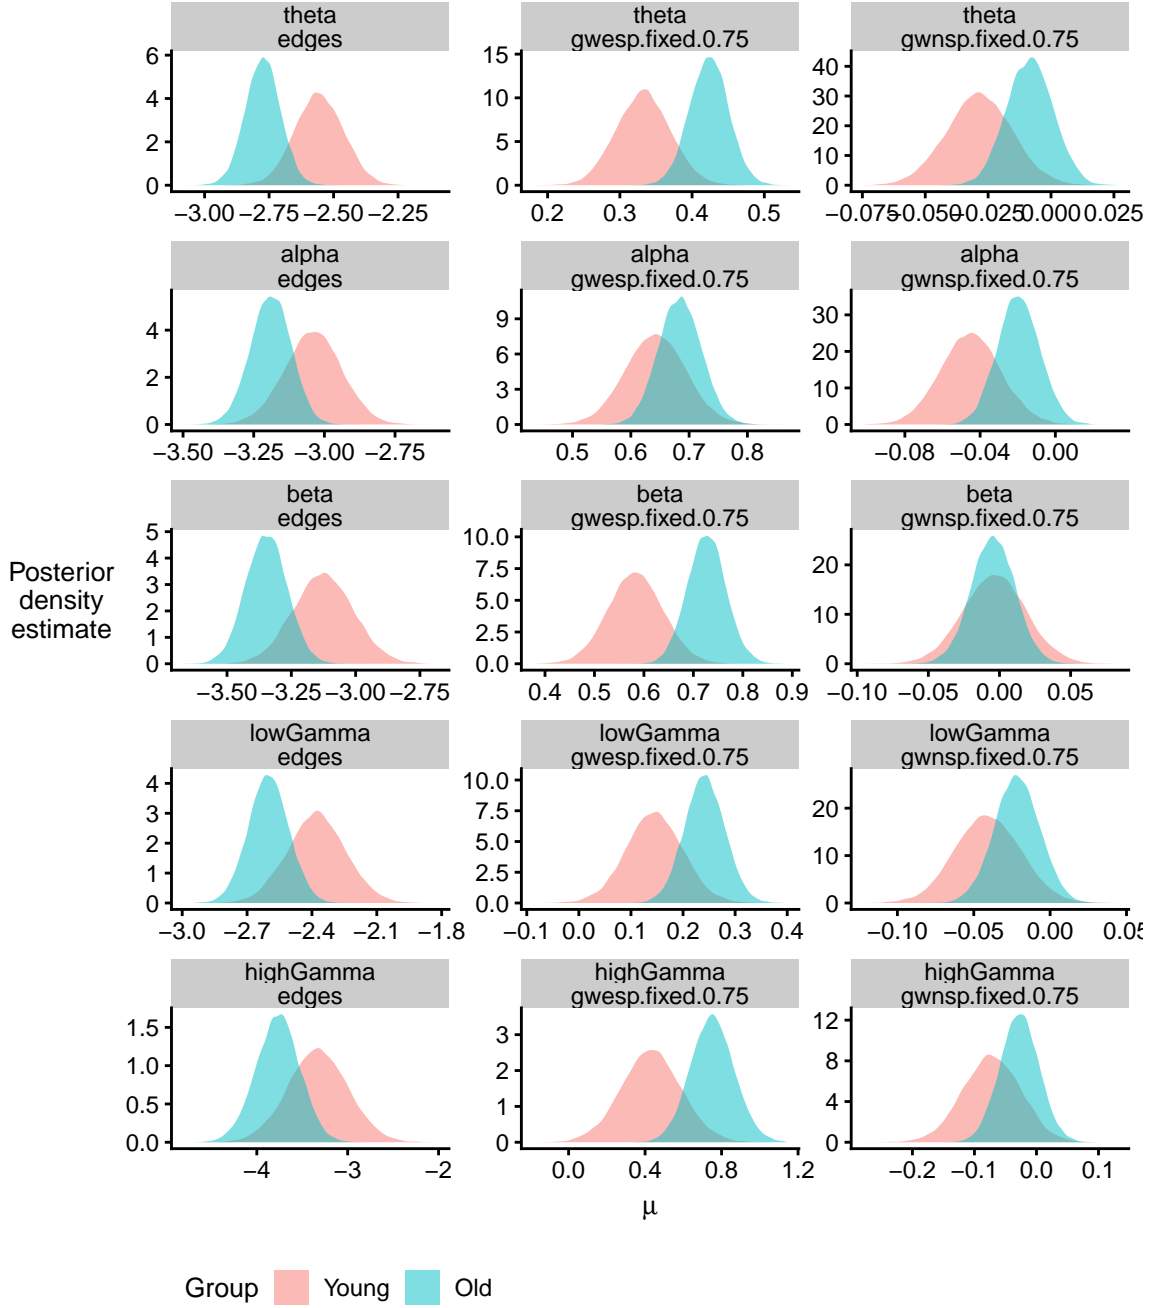 theta
edges
theta
gwesp.fixed.0.75
theta
gwnsp.fixed.0.75
6
4
2
0
−3.00 −2.75 −2.50 −2.25
15
10
5
0
0.2 0.3 0.4 0.5
40
30
20
10
0
−0.075 −0.050 −0.025 0.000 0.025
alpha
edges
alpha
gwesp.fixed.0.75
alpha
gwnsp.fixed.0.75
4
2
0
−3.50 −3.25 −3.00 −2.75
9
6
3
0
0.5 0.6 0.7 0.8
30
20
10
0
−0.08 −0.04 0.00
Posterior
density
estimate
beta
edges
beta
gwesp.fixed.0.75
beta
gwnsp.fixed.0.75
5
4
3
2
1
0
−3.50 −3.25 −3.00 −2.75
10.0
7.5
5.0
2.5
0.0
0.4 0.5 0.6 0.7 0.8 0.9
20
10
0
−0.10 −0.05 0.00 0.05
lowGamma
edges
lowGamma
gwesp.fixed.0.75
lowGamma
gwnsp.fixed.0.75
4
3
2
1
0
−3.0 −2.7 −2.4 −2.1 −1.8
10.0
7.5
5.0
2.5
0.0
−0.1 0.0 0.1 0.2 0.3 0.4
20
10
0
−0.10 −0.05 0.00 0.05
highGamma
edges
highGamma
gwesp.fixed.0.75
highGamma
gwnsp.fixed.0.75
1.5
1.0
0.5
0.0
−4 −3 −2
3
2
1
0
0.0 0.4 0.8 1.2
12
8
4
0
−0.2 −0.1 0.0 0.1
μ
Group Young Old